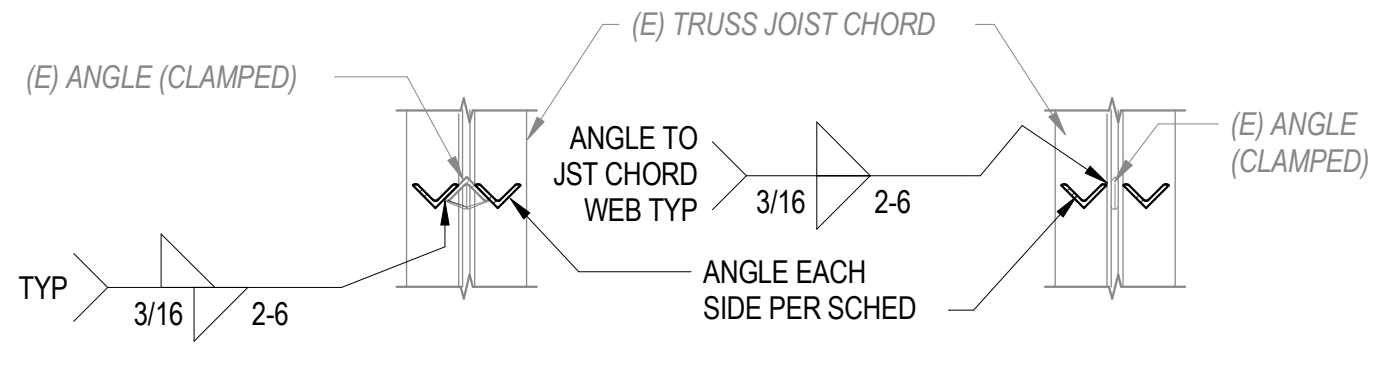 (E) TRUSS JOIST CHORD
(E) ANGLE (CLAMPED)
ANGLE TO
JST CHORD
WEB TYP
3/16
2-6
(E) ANGLE
(CLAMPED)
TYP
3/16
2-6
ANGLE EACH
SIDE PER SCHED